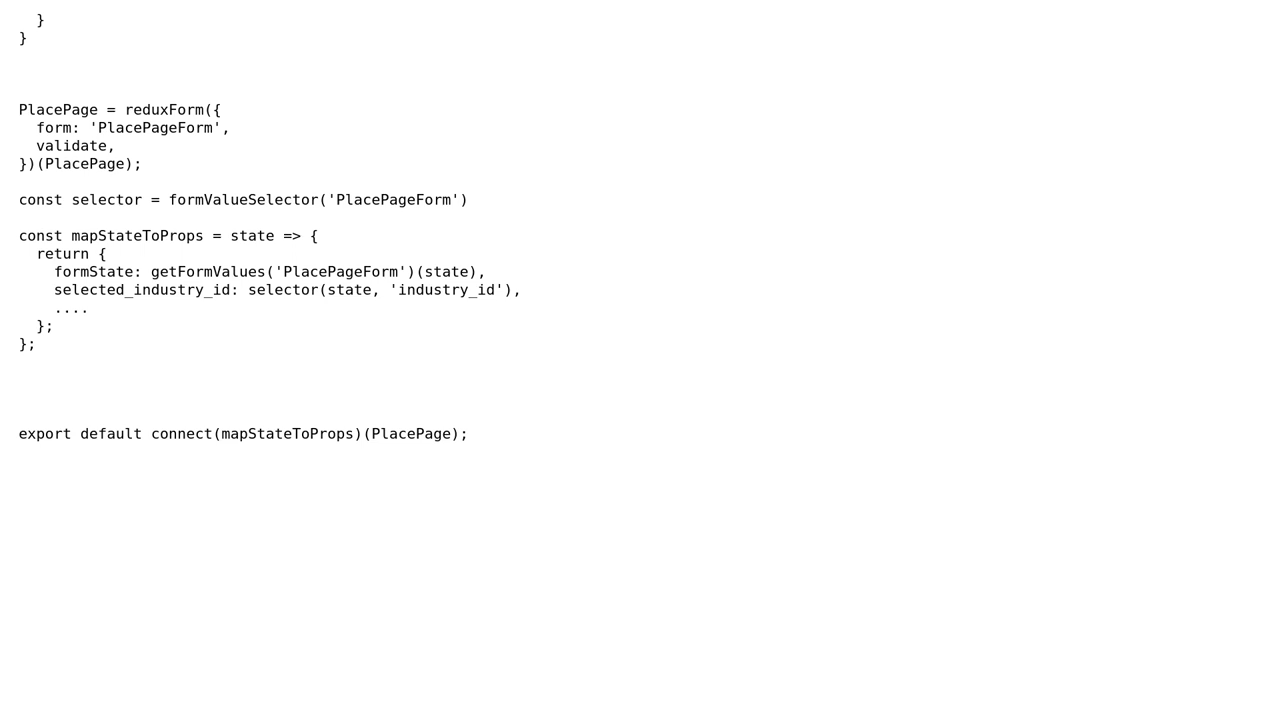 }
}
PlacePage = reduxForm({
  form: 'PlacePageForm',
  validate,
})(PlacePage);
const selector = formValueSelector('PlacePageForm')
const mapStateToProps = state => {
  return {
    formState: getFormValues('PlacePageForm')(state),
    selected_industry_id: selector(state, 'industry_id'),
    ....
  };
};
export default connect(mapStateToProps)(PlacePage);